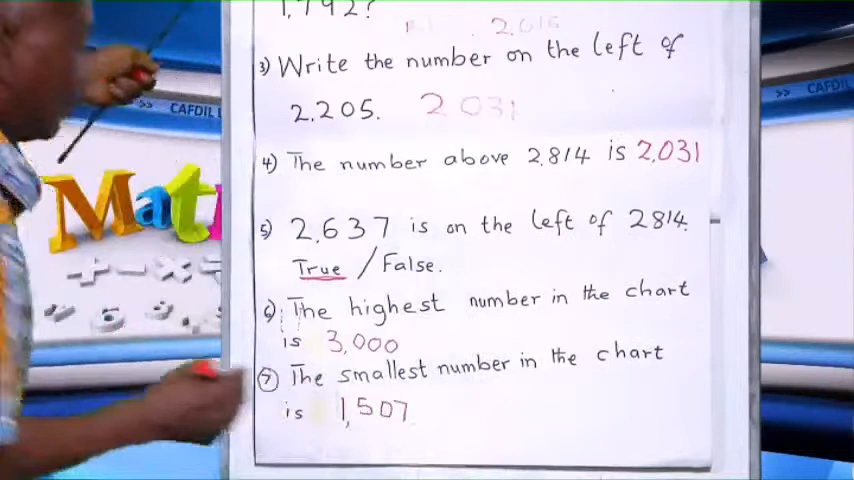 1,792?
2,016
3) Write the number on the left of
2,205. 2 031
4) The number above 2,814 is 2,031
5) 2,637 is on the left of 2814.
True / False.
6) The highest number in the chart
is 3,000
7) The smallest number in the chart
is 1,507
>> CAFDIL
>> CAFDIL
Mat